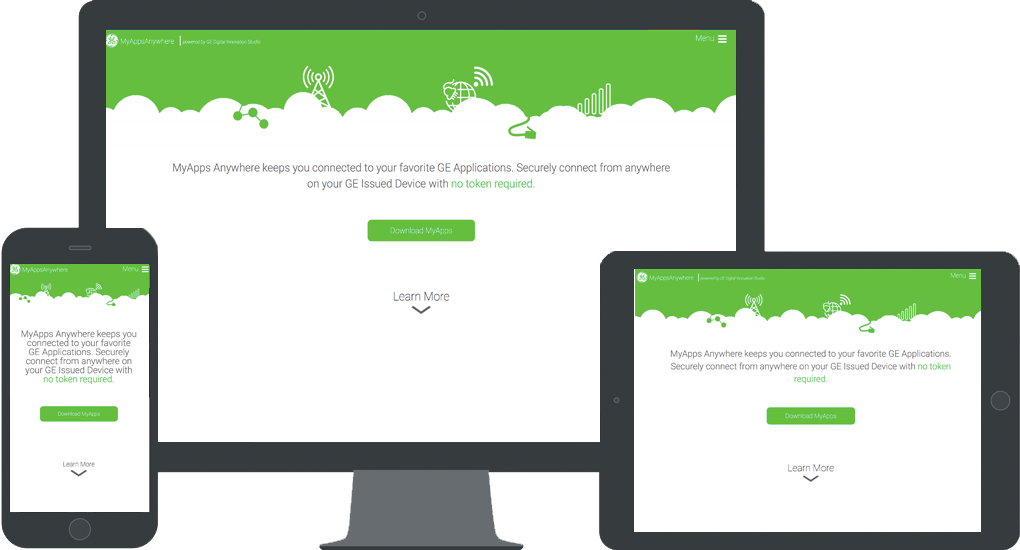 MyAppsAnywhere powered by GE Digital Innovation Studio Menu
MyApps Anywhere keeps you connected to your favorite GE Applications. Securely connect from anywhere
on your GE Issued Device with no token required.
Download MyApps
Learn More
MyAppsAnywhere Menu
MyApps Anywhere keeps you
connected to your favorite
GE Applications. Securely
connect from anywhere on
your GE Issued Device with
no token required.
Download MyApps
Learn More
MyAppsAnywhere powered by GE Digital Innovation Studio Menu
MyApps Anywhere keeps you connected to your favorite GE Applications.
Securely connect from anywhere on your GE Issued Device with no token
required.
Download MyApps
Learn More